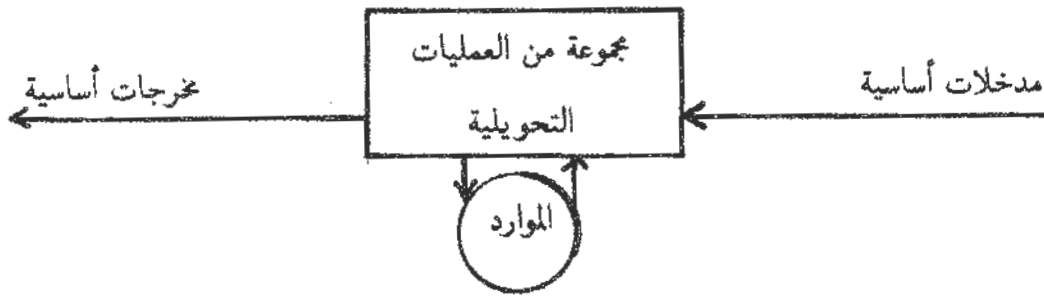 مدخلات أساسية
مجموعة من العمليات
التحويلية
مخرجات أساسية
الموارد